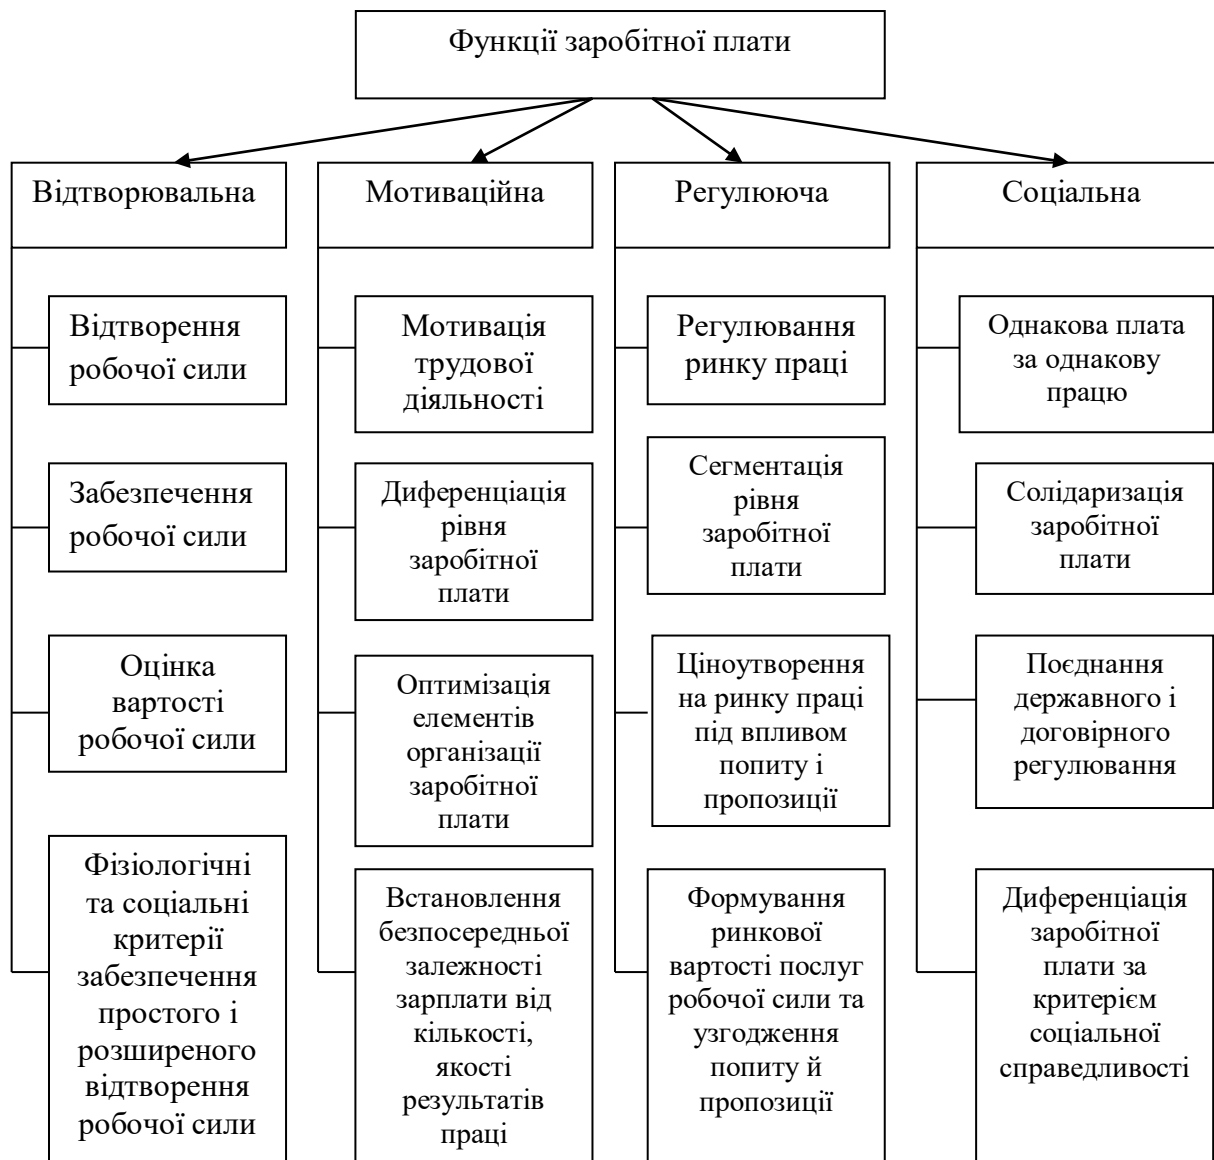 Функції заробітної плати
Відтворювальна
Мотиваційна
Регулююча
Соціальна
Відтворення
робочої сили
Забезпечення
робочої сили
Оцінка
вартості
робочої сили
Фізіологічні
та соціальні
критерії
забезпечення
простого і
розширеного
відтворення
робочої сили
Мотивація
трудової
діяльності
Диференціація
рівня
заробітної
плати
Оптимізація
елементів
організації
заробітної
плати
Встановлення
безпосередньої
залежності
зарплати від
кількості,
якості
результатів
праці
Регулювання
ринку праці
Сегментація
рівня
заробітної
плати
Ціноутворення
на ринку праці
під впливом
попиту і
пропозиції
Формування
ринкової
вартості послуг
робочої сили та
узгодження
попиту й
пропозиції
Однакова плата
за однакову
працю
Солідаризація
заробітної
плати
Поєднання
державного і
договірного
регулювання
Диференціація
заробітної
плати за
критерієм
соціальної
справедливості